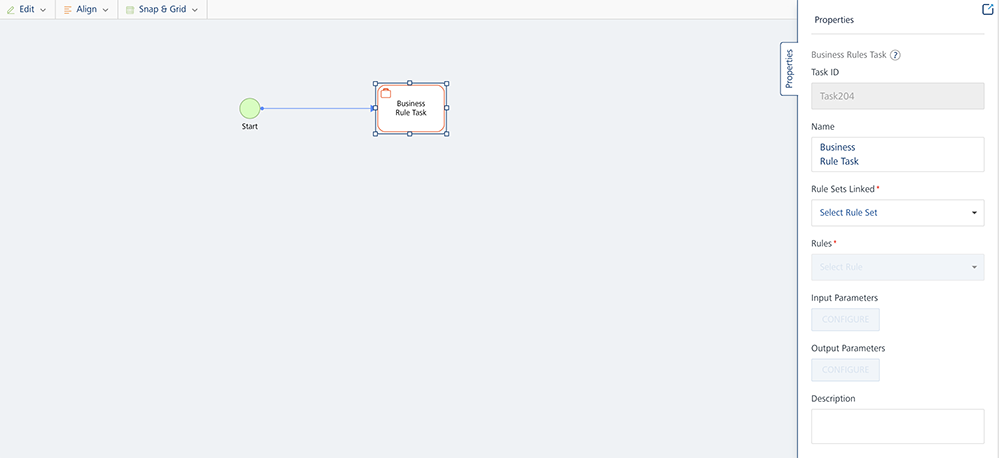 Edit
Align
Snap & Grid
Start
Business
Rule Task
Properties
Properties
Business Rules Task ?
Task ID
Task204
Name
Business
Rule Task
Rule Sets Linked*
Select Rule Set
Rules*
Select Rule
Input Parameters
CONFIGURE
Output Parameters
CONFIGURE
Description